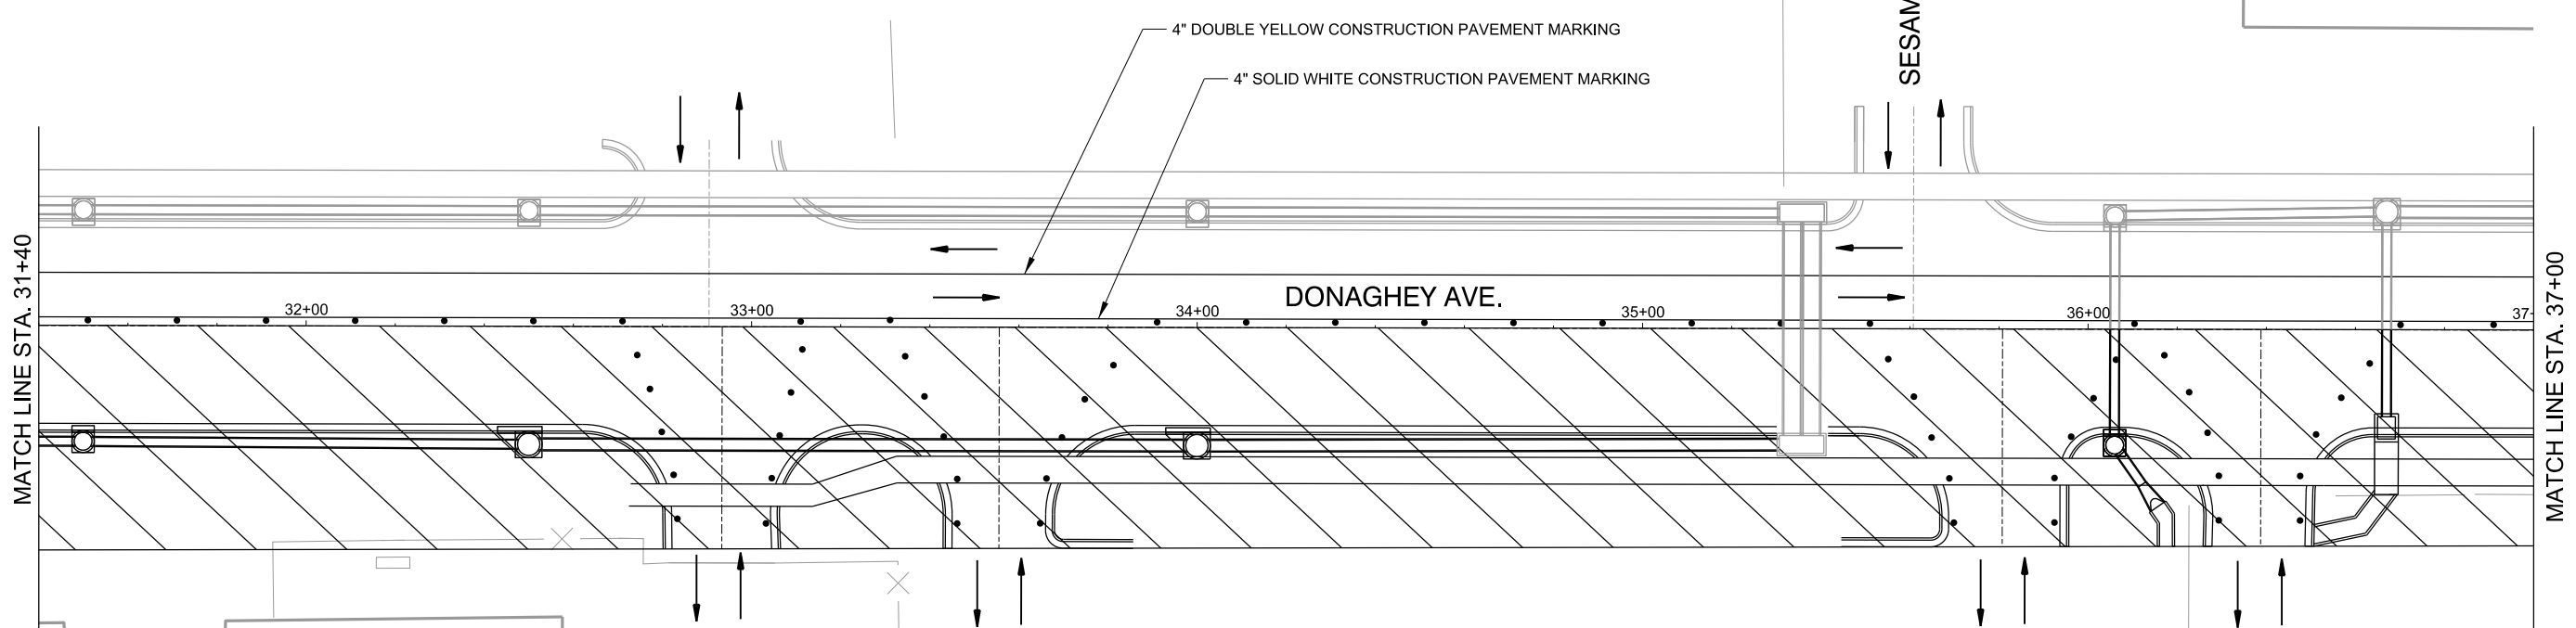 4" DOUBLE YELLOW CONSTRUCTION PAVEMENT MARKING
4" SOLID WHITE CONSTRUCTION PAVEMENT MARKING
SESAM
MATCH LINE STA. 31+40
DONAGHEY AVE.
32+00
33+00
34+00
35+00
36+00
37-
MATCH LINE STA. 37+00